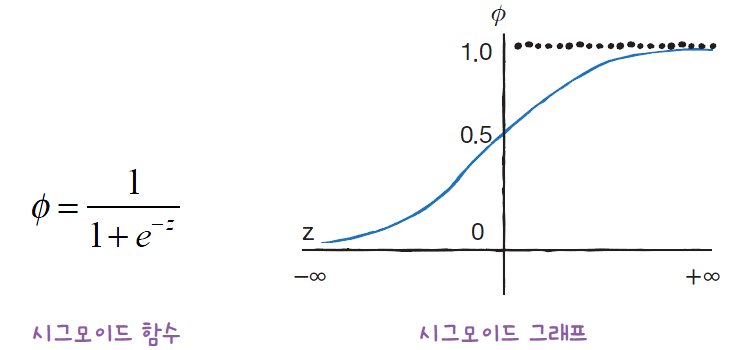 ϕ = 1 / (1 + e^{-z})
시그모이드 함수
ϕ
1.0
0.5
z
0
−∞
+∞
시그모이드 그래프